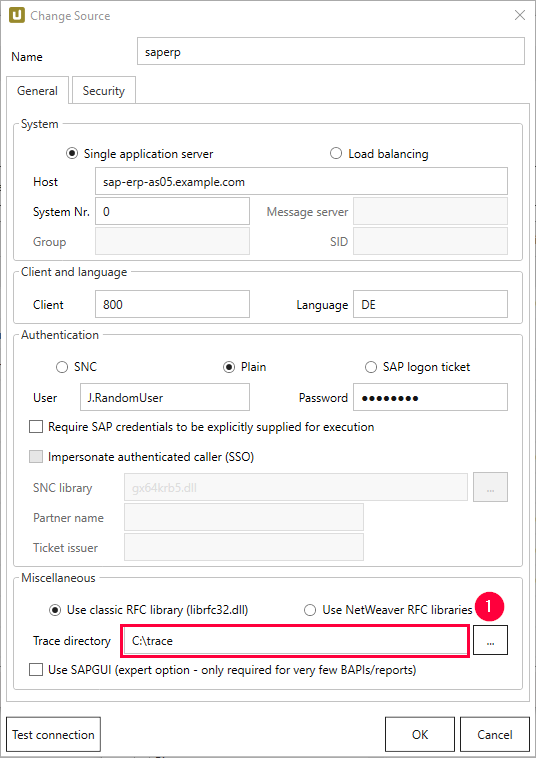 Change Source
Name saperp
General Security
System
Single application server Load balancing
Host sap-erp-as05.example.com
System Nr. 0 Message server
Group SID
Client and language
Client 800 Language DE
Authentication
SNC Plain SAP logon ticket
User J.RandomUser Password ●●●●●●●●
Require SAP credentials to be explicitly supplied for execution
Impersonate authenticated caller (SSO)
SNC library gx64krb5.dll ...
Partner name
Ticket issuer
Miscellaneous
Use classic RFC library (librfc32.dll) Use NetWeaver RFC libraries 1
Trace directory C:\trace ...
Use SAPGUI (expert option - only required for very few BAPIs/reports)
Test connection OK Cancel